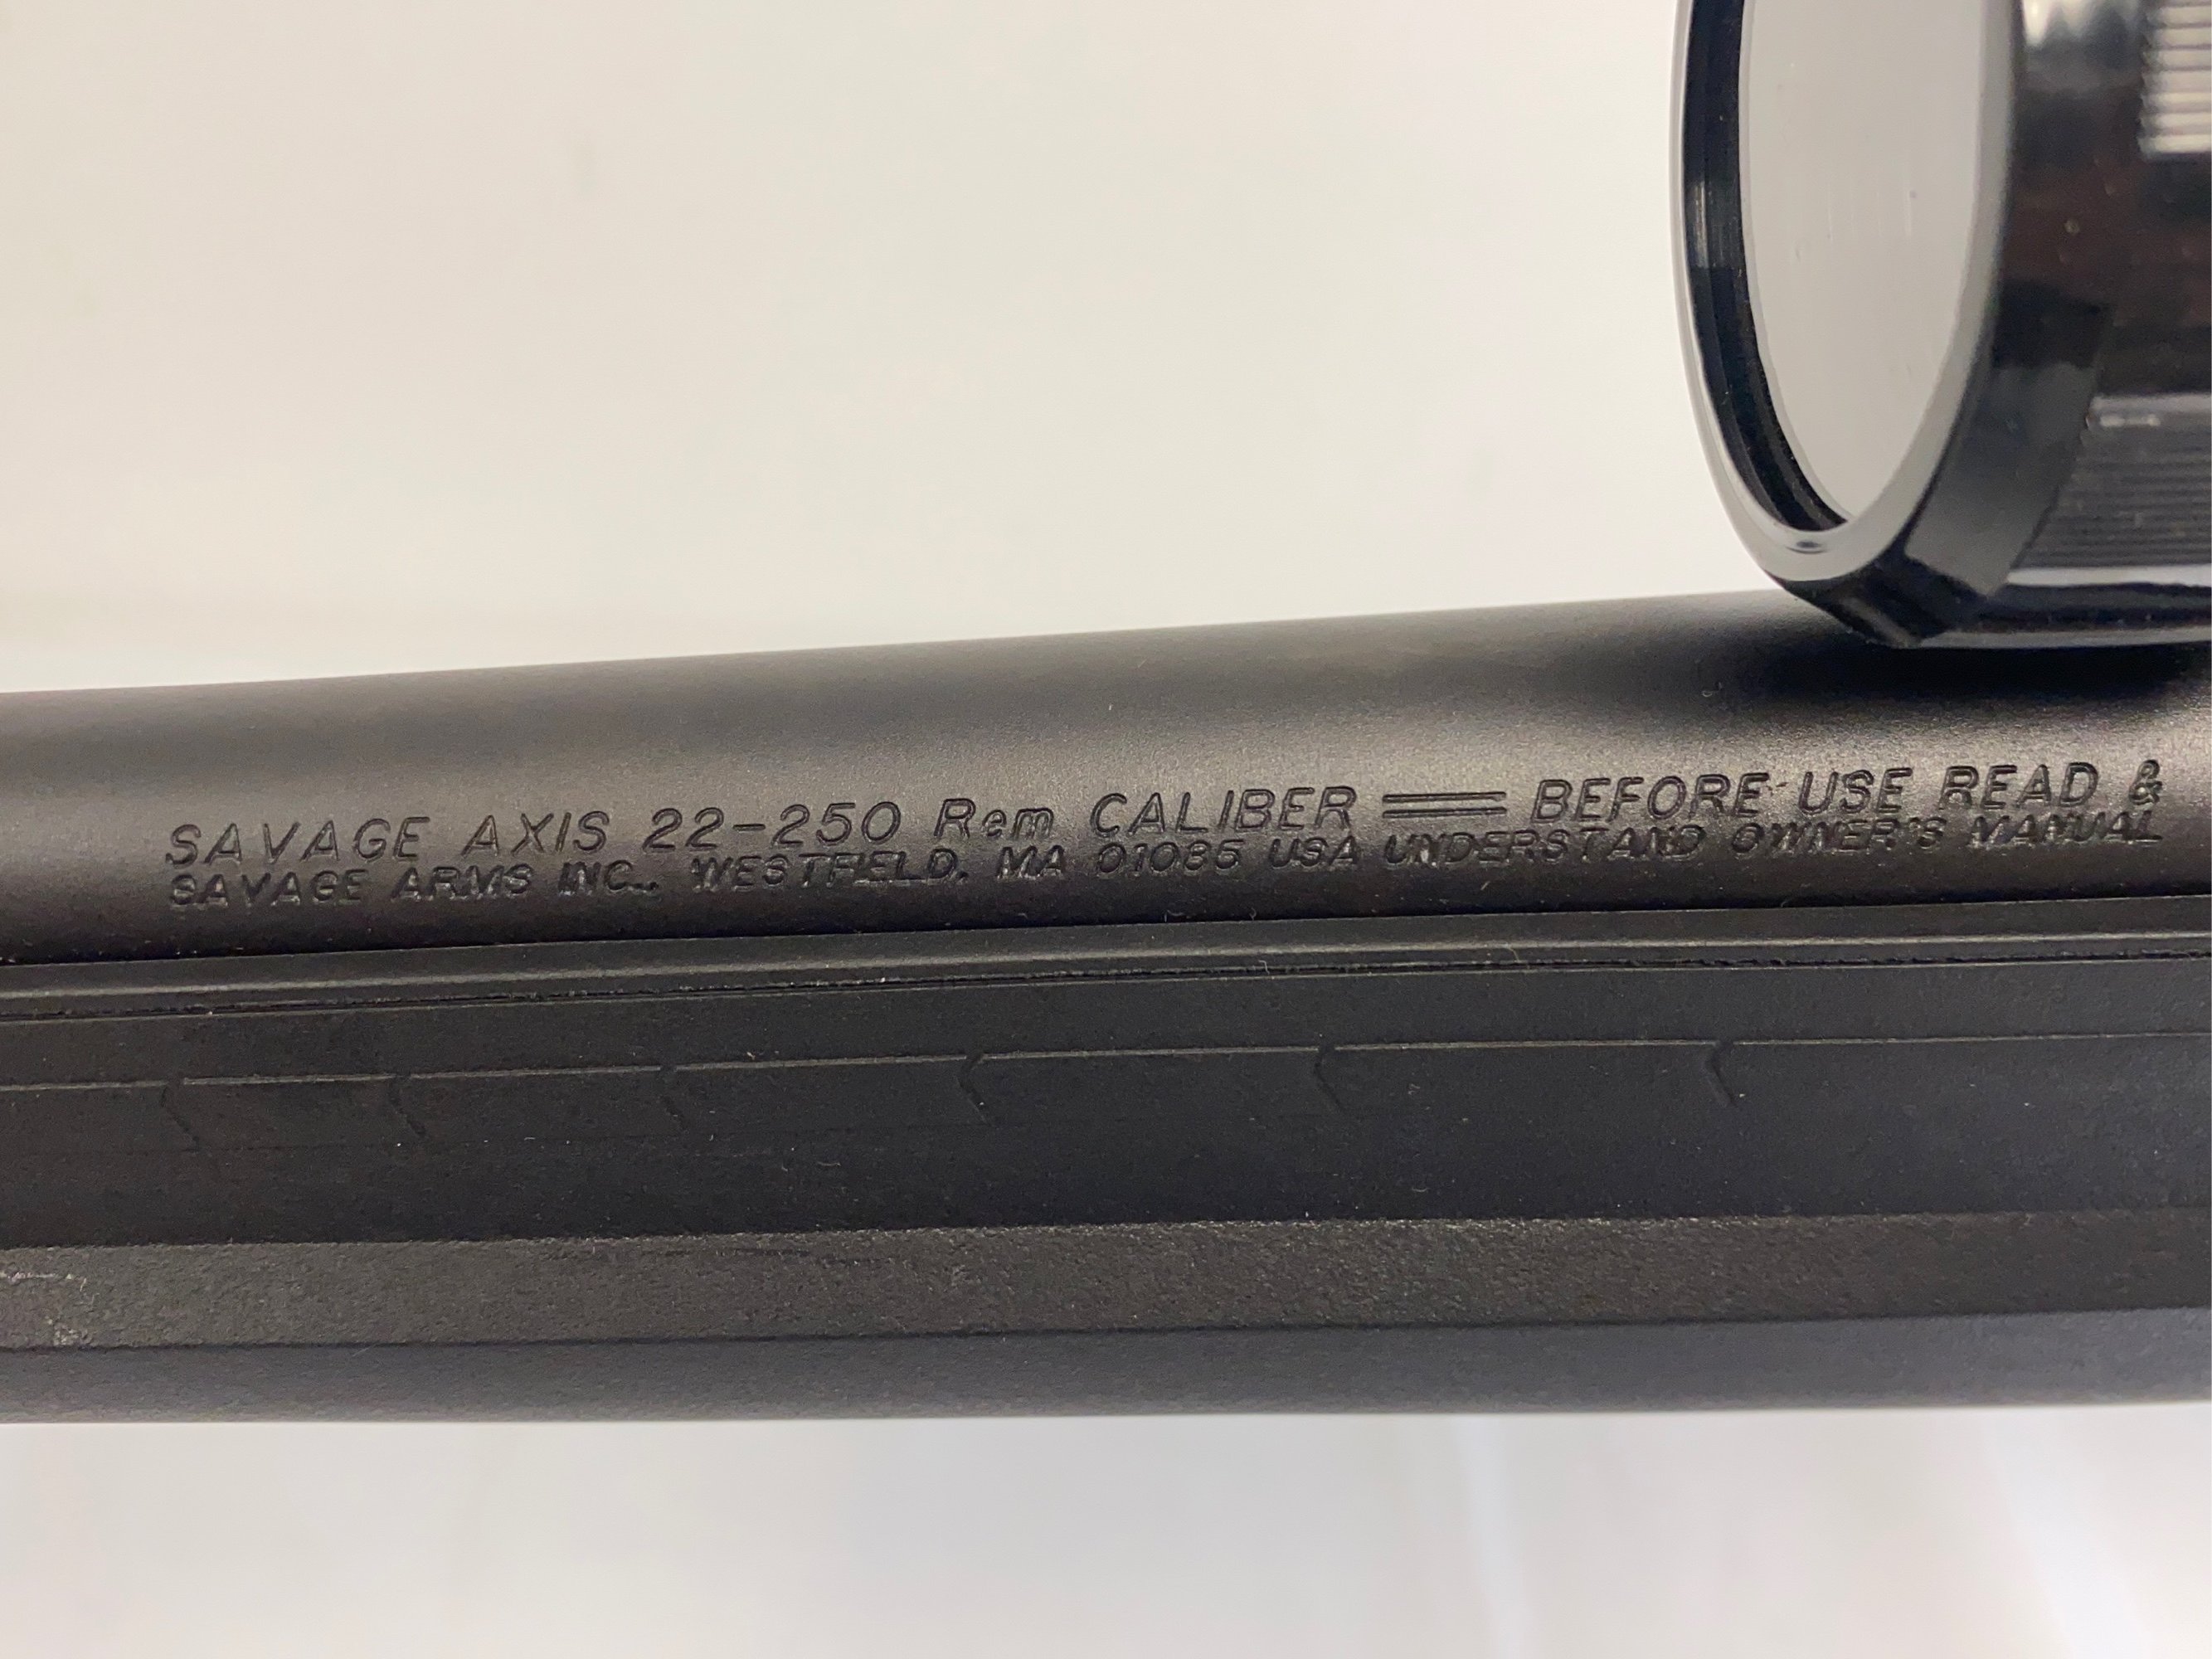 SAVAGE AXIS 22-250 Rem CALIBER == BEFORE USE READ &
SAVAGE ARMS INC., WESTFIELD, MA 01085 USA UNDERSTAND OWNER'S MANUAL